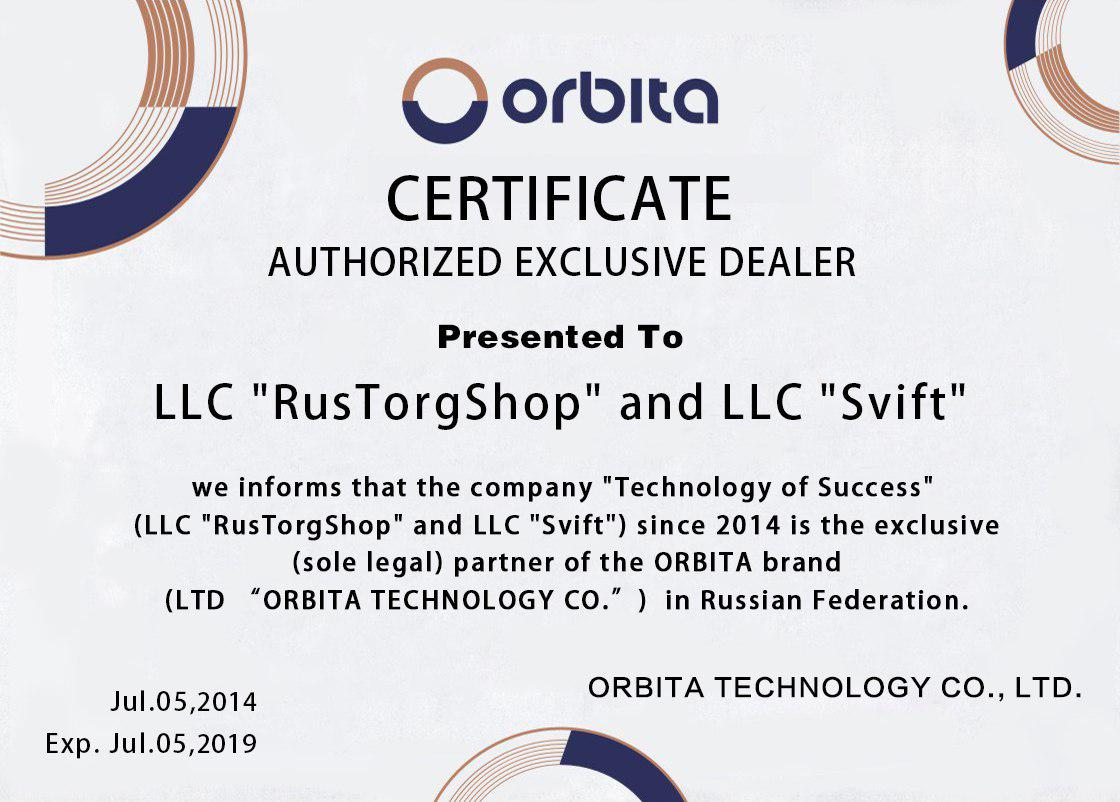 orbita
CERTIFICATE
AUTHORIZED EXCLUSIVE DEALER
Presented To
LLC "RusTorgShop" and LLC "Svift"
we informs that the company "Technology of Success"
(LLC "RusTorgShop" and LLC "Svift") since 2014 is the exclusive
(sole legal) partner of the ORBITA brand
(LTD “ORBITA TECHNOLOGY CO.”) in Russian Federation.
ORBITA TECHNOLOGY CO., LTD.
Jul.05,2014
Exp. Jul.05,2019